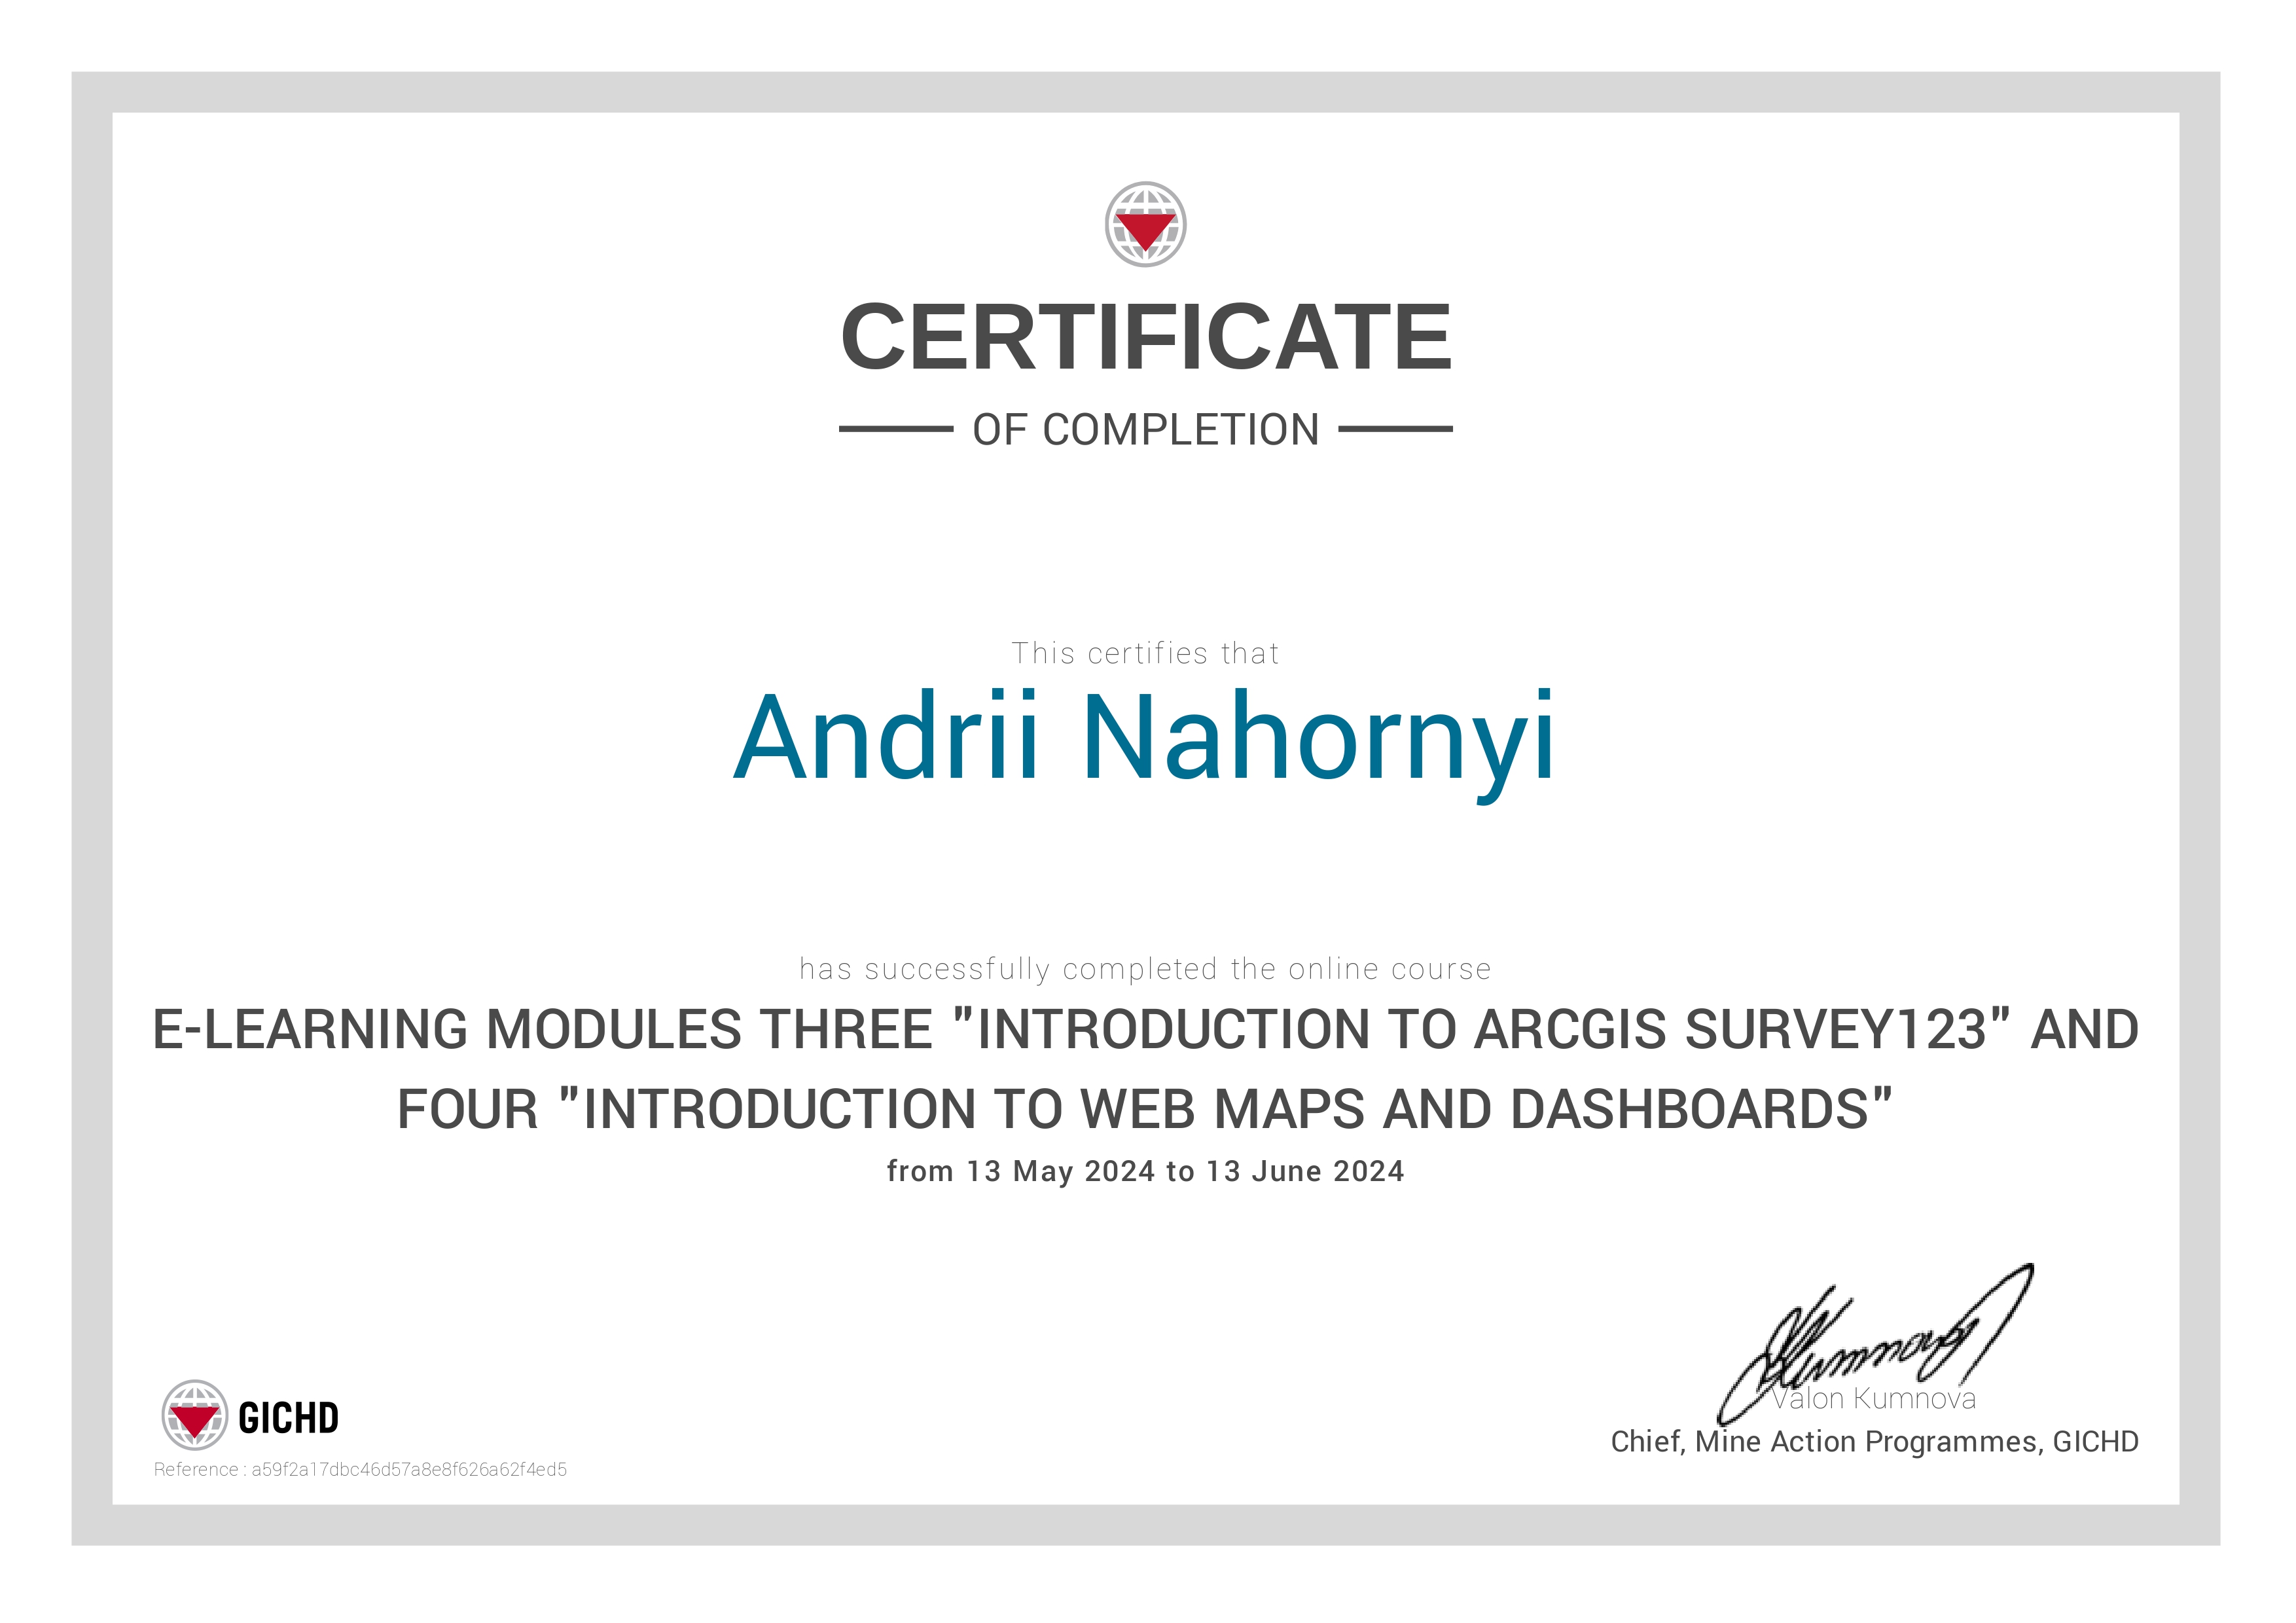 CERTIFICATE
OF COMPLETION
This certifies that
Andrii Nahornyi
has successfully completed the online course
E-LEARNING MODULES THREE "INTRODUCTION TO ARCGIS SURVEY123" AND
FOUR "INTRODUCTION TO WEB MAPS AND DASHBOARDS"
from 13 May 2024 to 13 June 2024
Valon Kumnova
Chief, Mine Action Programmes, GICHD
GICHD
Reference : a59f2a17dbc46d57a8e8f626a62f4ed5